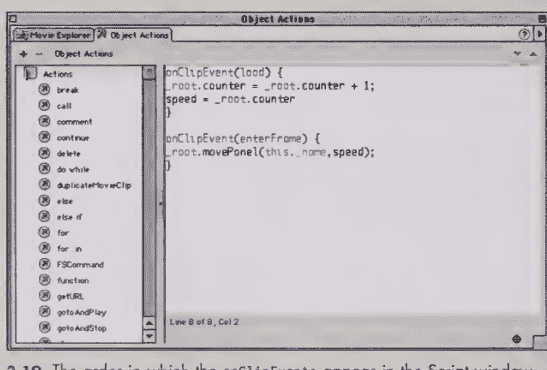 Object Actions
Movie Explorer Object Actions
+ - Object Actions
Actions
break
call
comment
continue
delete
do while
duplicateMovieClip
else
else if
for
for..in
FSCommand
function
getURL
gotoAndPlay
gotoAndStop
onClipEvent(load) {
_root.counter = _root.counter + 1;
speed = _root.counter
}
onClipEvent(enterFrame) {
_root.movePanel(this._name,speed);
}
Line 8 of 8, Col 2
The order in which the onClipEvents appear in the Script window